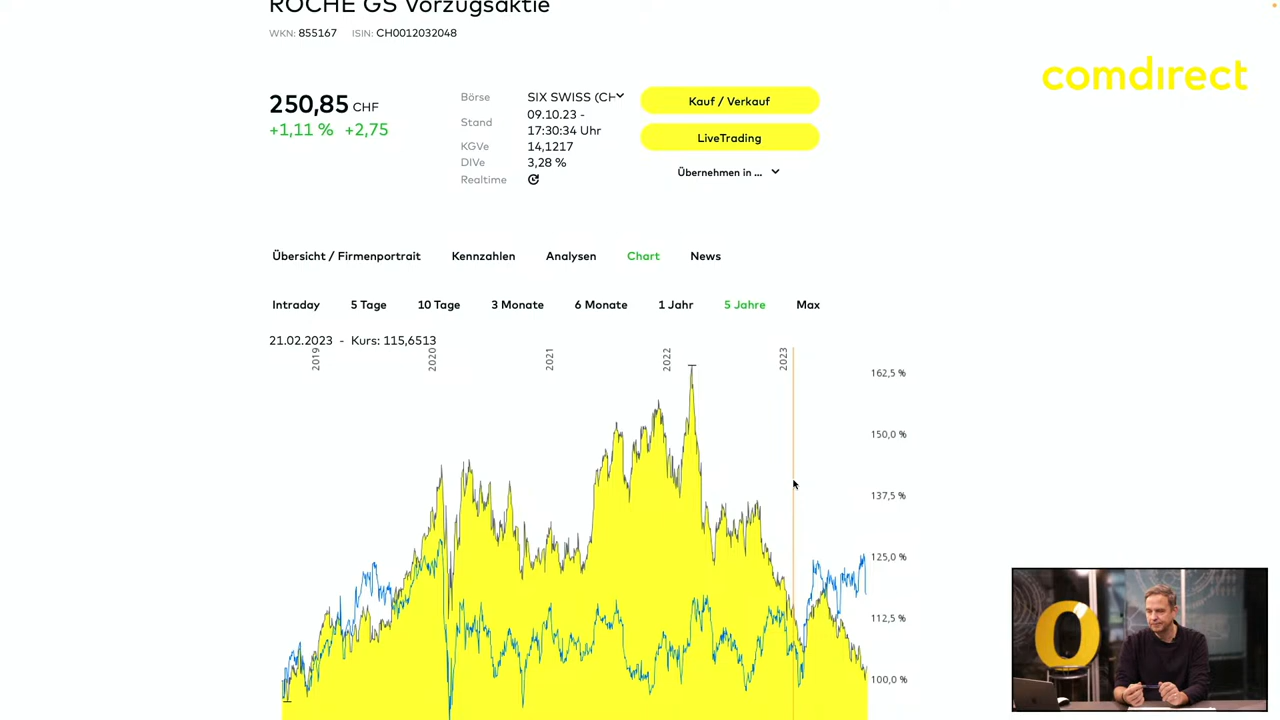 ROCHE GS Vorzugsaktie
WKN: 855167 ISIN: CH0012032048
comdirect
250,85 CHF
+1,11 % +2,75
Börse SIX SWISS (CH
Stand 09.10.23 -
17:30:34 Uhr
KGVe 14,1217
DIVe 3,28 %
Realtime
Kauf / Verkauf
LiveTrading
Übernehmen in ...
Übersicht / Firmenportrait Kennzahlen Analysen Chart News
Intraday 5 Tage 10 Tage 3 Monate 6 Monate 1 Jahr 5 Jahre Max
21.02.2023 - Kurs: 115,6513
2019 2020 2021 2022 2023
162,5 %
150,0 %
137,5 %
125,0 %
112,5 %
100,0 %